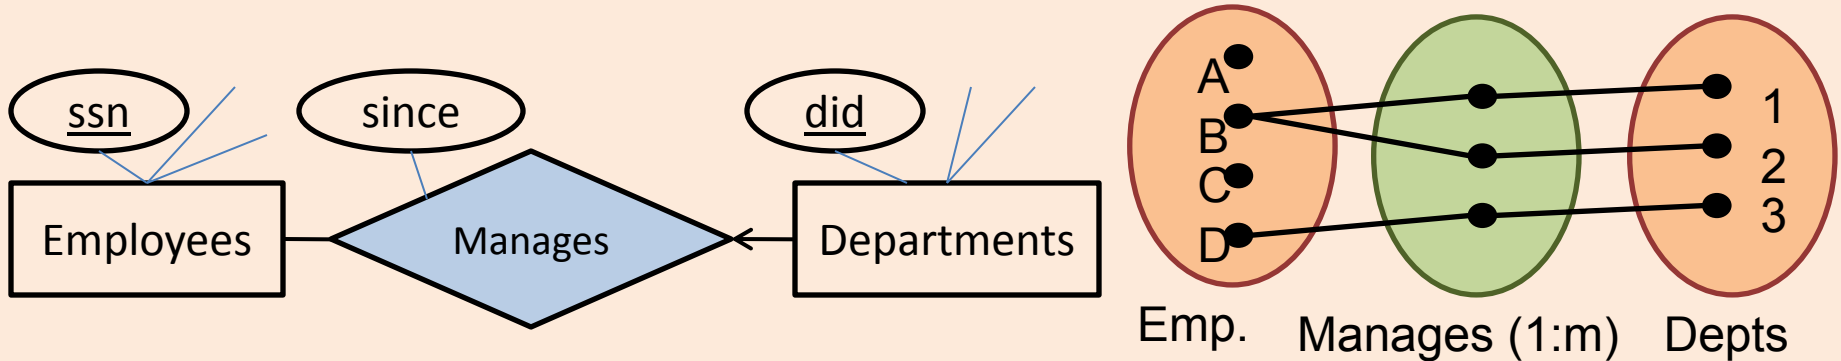 ssn
since
did
Employees
Manages
Departments
A
B
C
D
1
2
3
Emp.
Manages (1:m)
Depts